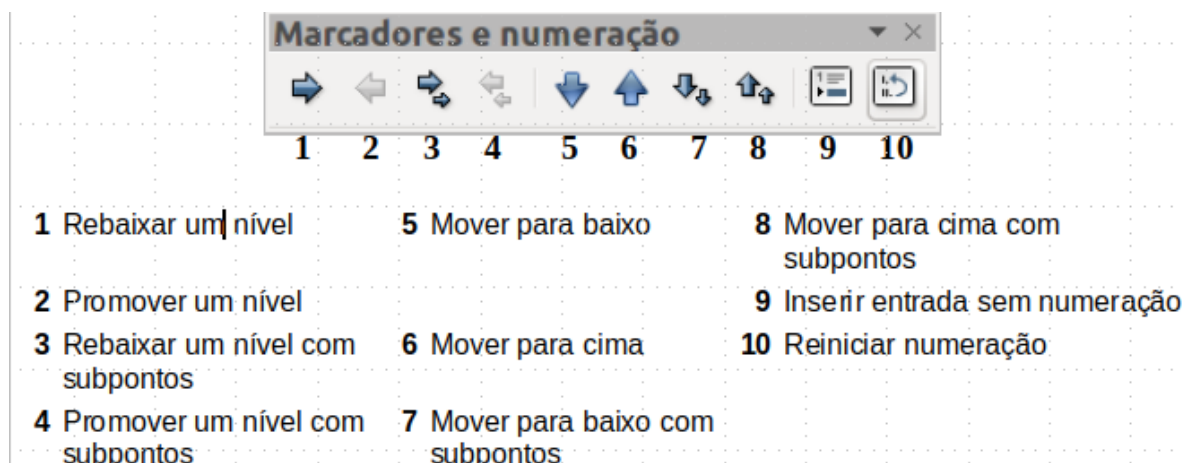 Marcadores e numeração
1 2 3 4 5 6 7 8 9 10
1 Rebaixar um nível
2 Promover um nível
3 Rebaixar um nível com
subpontos
4 Promover um nível com
subpontos
5 Mover para baixo
6 Mover para cima
7 Mover para baixo com
subpontos
8 Mover para cima com
subpontos
9 Inserir entrada sem numeração
10 Reiniciar numeração